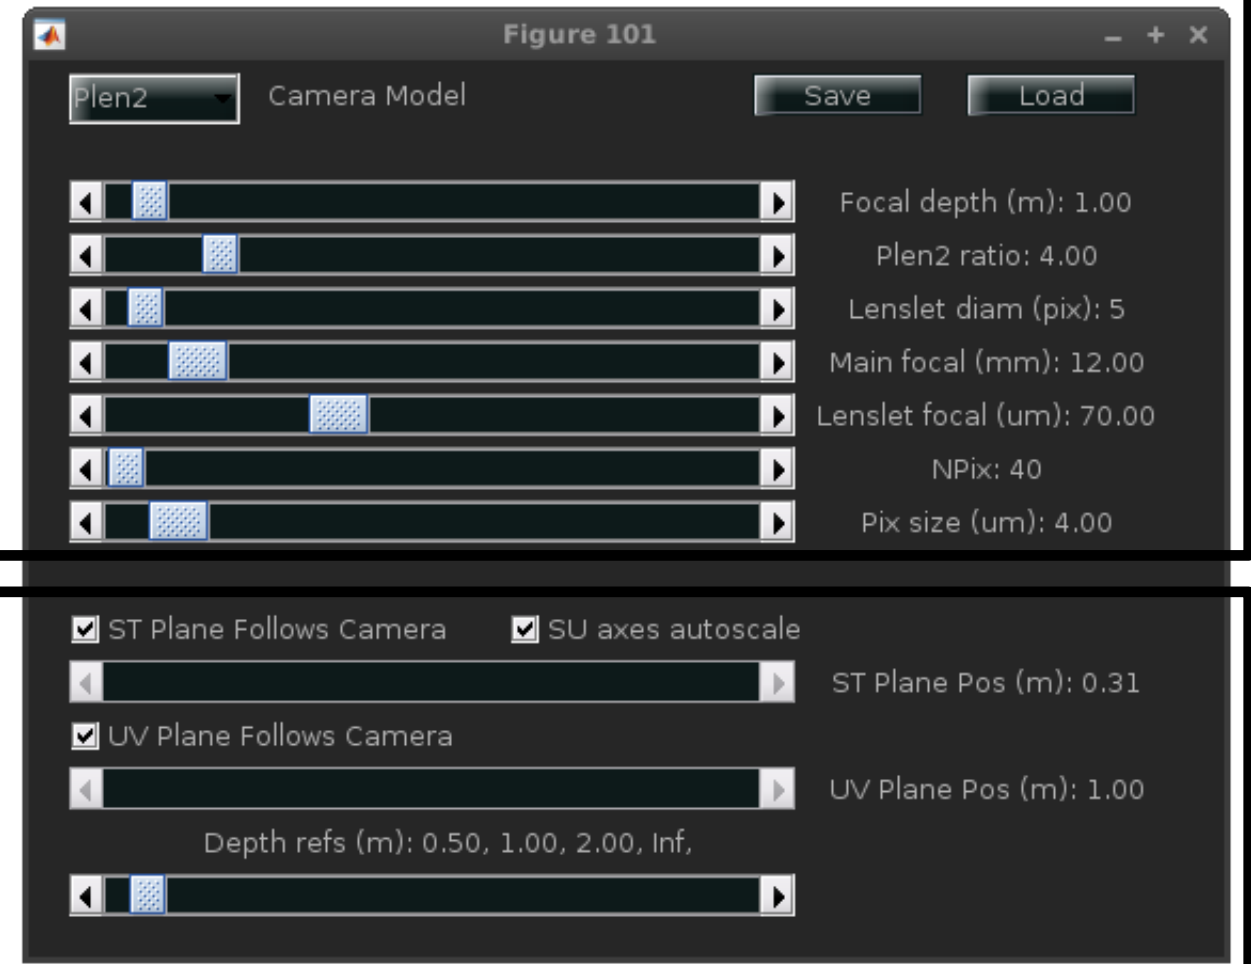 Figure 101
Plen2 Camera Model Save Load
Focal depth (m): 1.00
Plen2 ratio: 4.00
Lenslet diam (pix): 5
Main focal (mm): 12.00
Lenslet focal (um): 70.00
NPix: 40
Pix size (um): 4.00
ST Plane Follows Camera SU axes autoscale
ST Plane Pos (m): 0.31
UV Plane Follows Camera
UV Plane Pos (m): 1.00
Depth refs (m): 0.50, 1.00, 2.00, Inf,